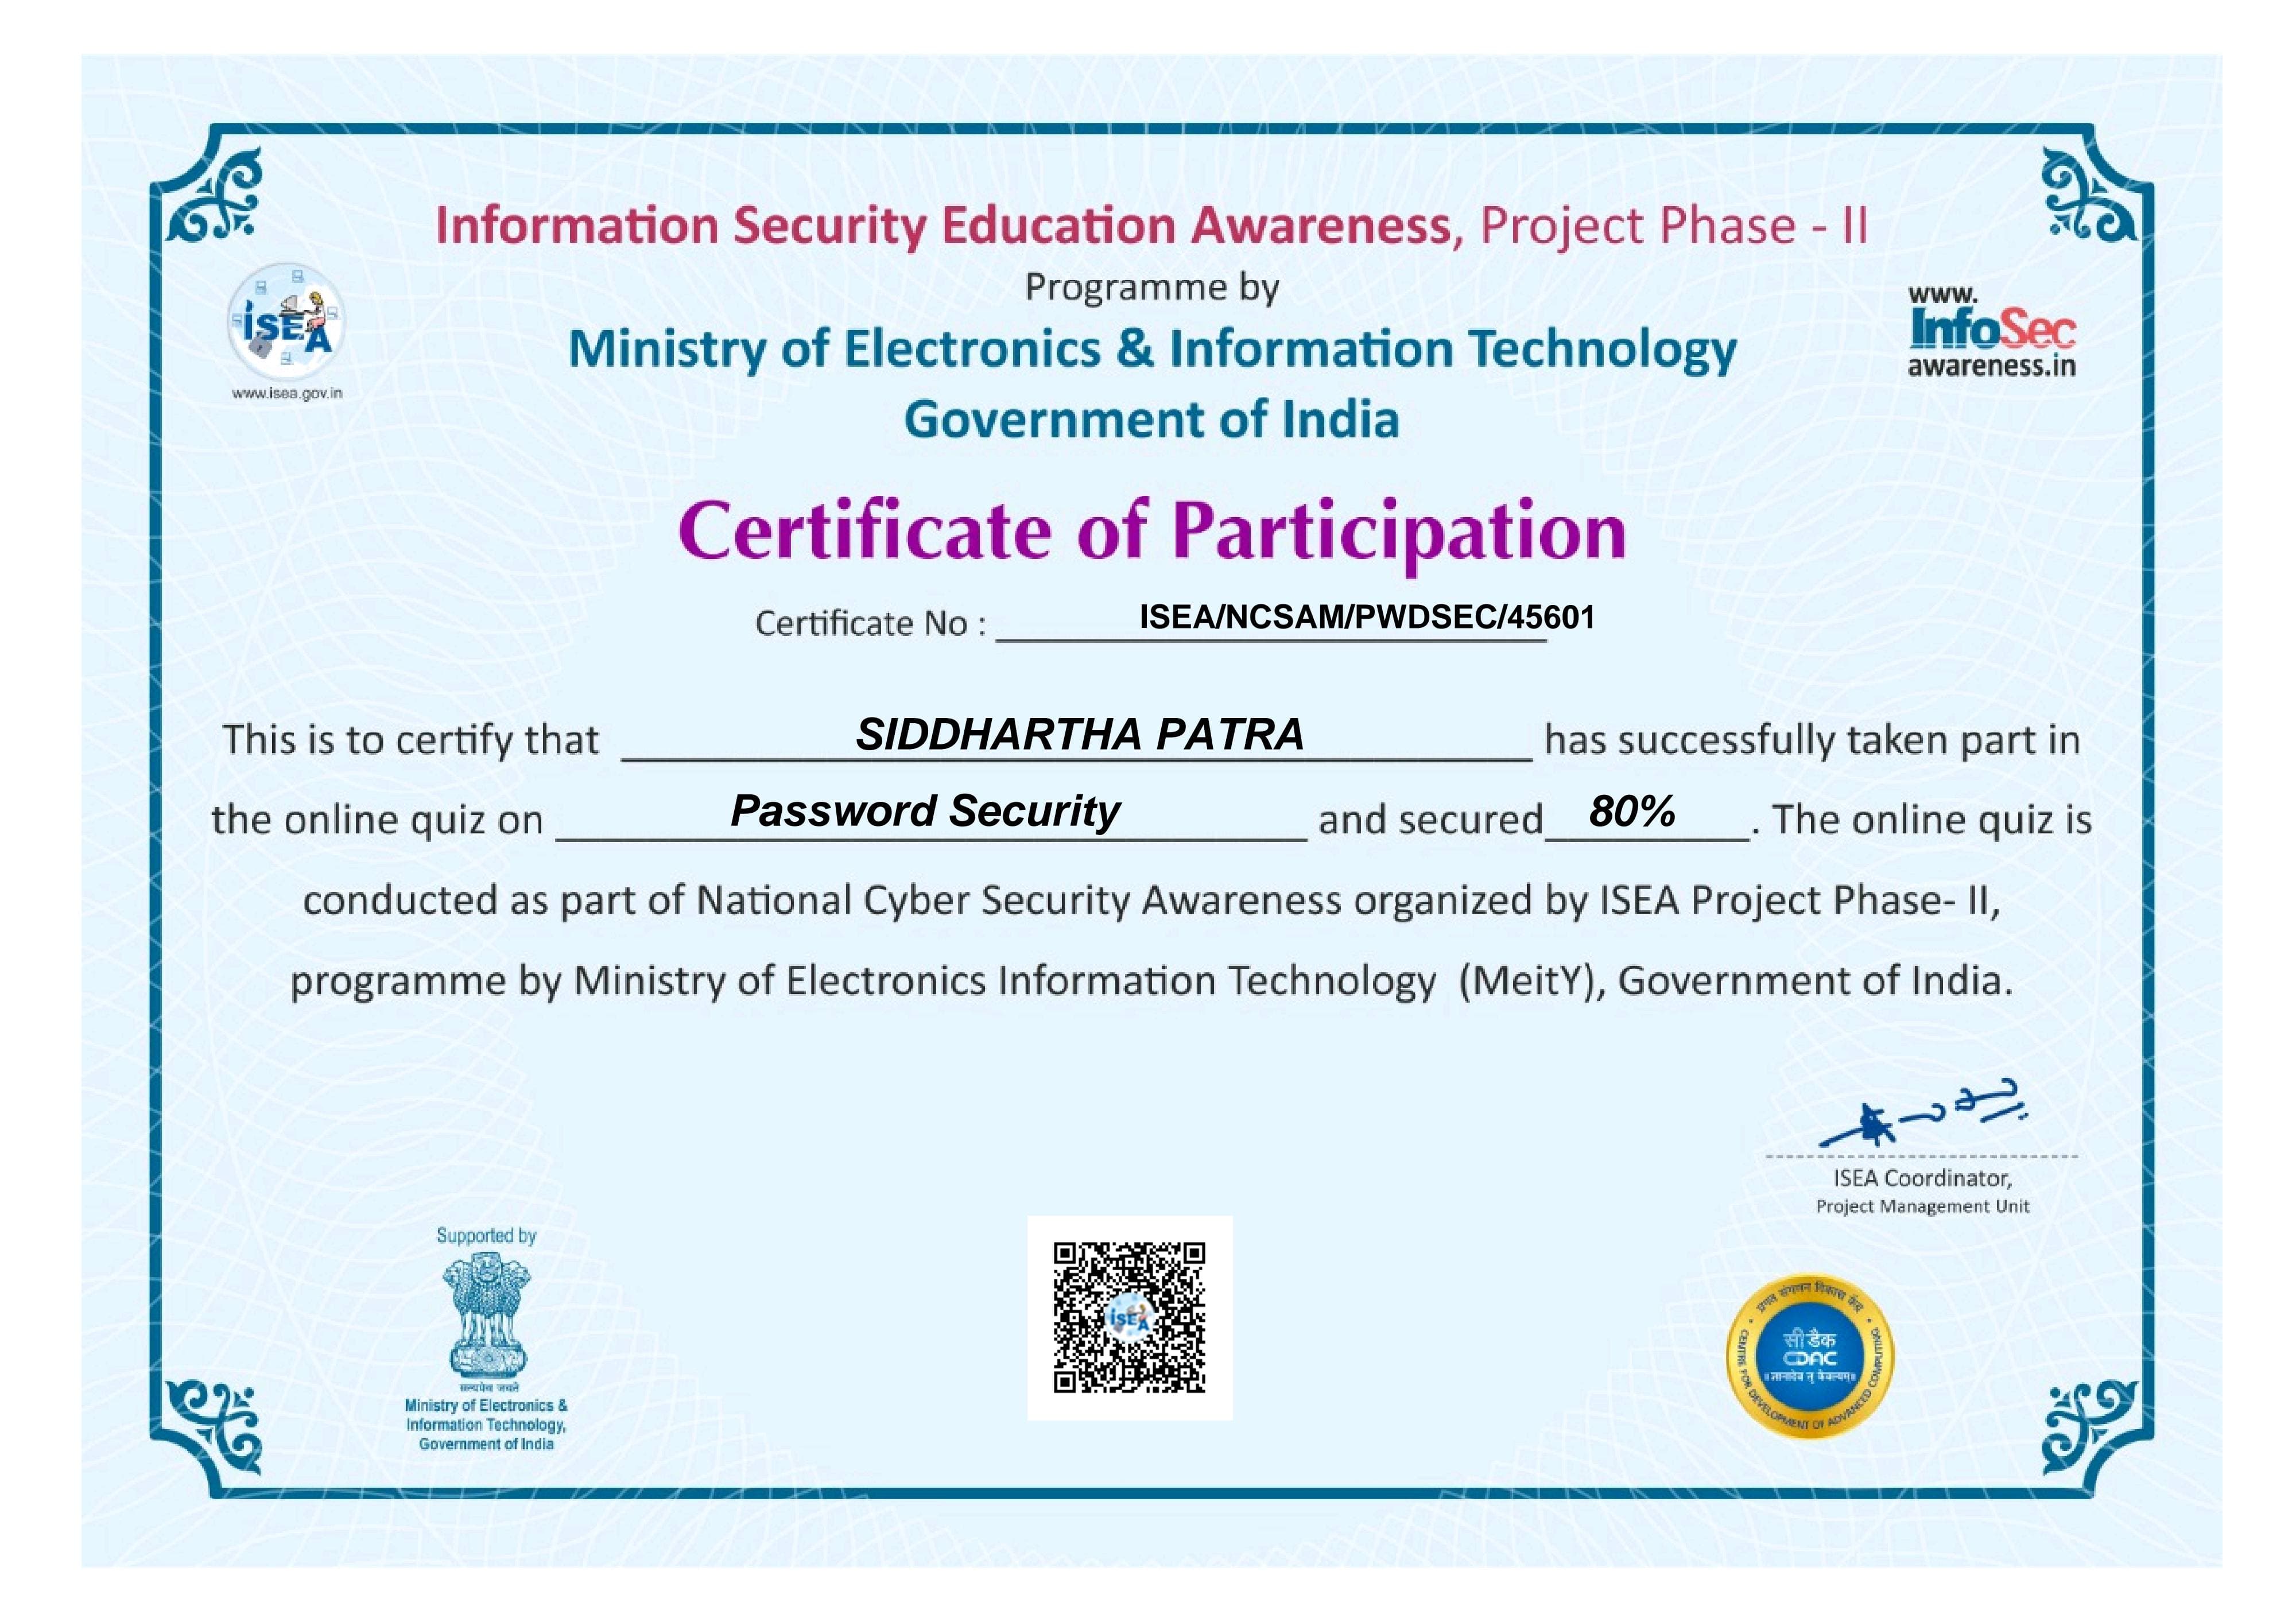 Information Security Education Awareness, Project Phase - II
Programme by
Ministry of Electronics & Information Technology
Government of India
iSEA
www.isea.gov.in
www.
InfoSec
awareness.in
Certificate of Participation
Certificate No : ISEA/NCSAM/PWDSEC/45601
This is to certify that SIDDHARTHA PATRA has successfully taken part in
the online quiz on Password Security and secured 80%. The online quiz is
conducted as part of National Cyber Security Awareness organized by ISEA Project Phase- II,
programme by Ministry of Electronics Information Technology (MeitY), Government of India.
ISEA Coordinator,
Project Management Unit
Supported by
सत्यमेव जयते
Ministry of Electronics &
Information Technology,
Government of India
iSEA
प्रगत संगणन विकास केंद्र
सी डैक
CDAC
॥ ज्ञानादेव तु कैवल्यम् ॥
CENTRE FOR DEVELOPMENT OF ADVANCED COMPUTING